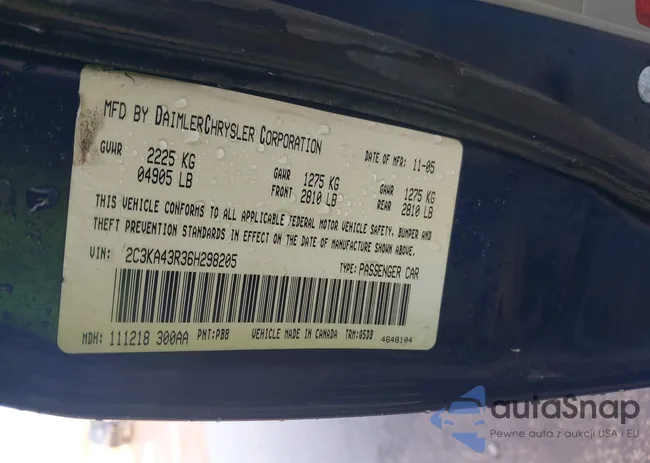 MFD BY DAIMLERCHRYSLER CORPORATION
DATE OF MFR: 11-05
GVWR 2225 KG
04905 LB
GAWR FRONT 1275 KG
2810 LB
GAWR REAR 1275 KG
2810 LB
THIS VEHICLE CONFORMS TO ALL APPLICABLE FEDERAL MOTOR VEHICLE SAFETY, BUMPER AND
THEFT PREVENTION STANDARDS IN EFFECT ON THE DATE OF MANUFACTURE SHOWN ABOVE.
VIN: 2C3KA43R36H298205
TYPE: PASSENGER CAR
MDH: 111218 300AA PNT:PB8 VEHICLE MADE IN CANADA TRM:05DB 4648104
autoSnap
Pewne auta z aukcji USA i EU